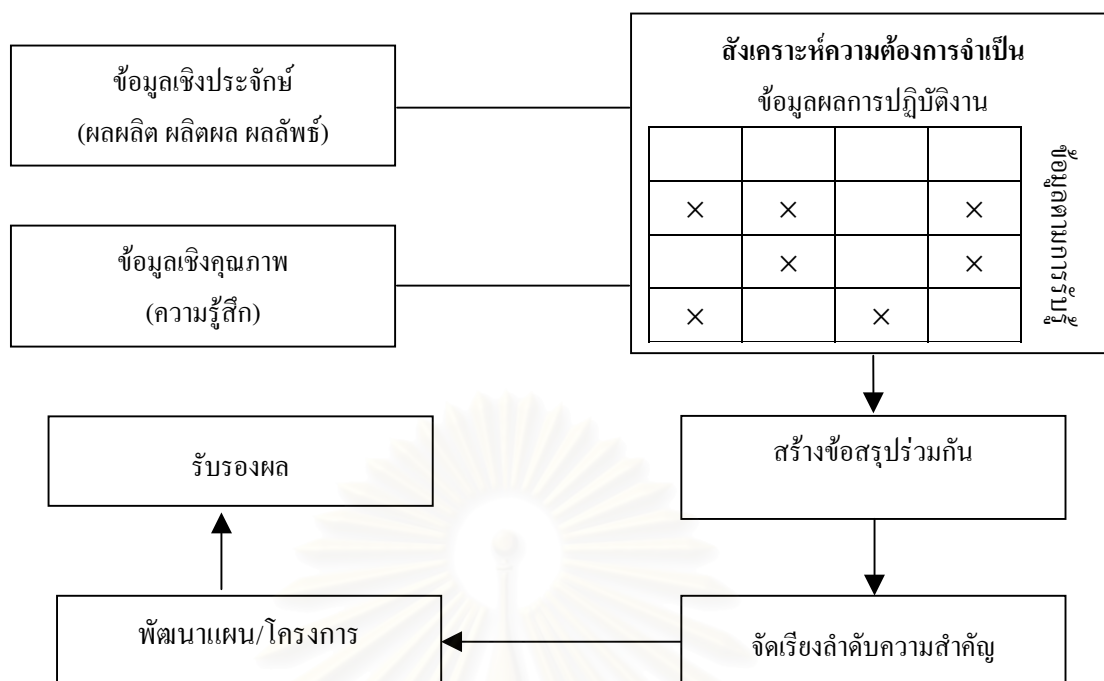 ข้อมูลเชิงประจักษ์
(ผลผลิต ผลิตผล ผลลัพธ์)
ข้อมูลเชิงคุณภาพ
(ความรู้สึก)
สังเคราะห์ความต้องการจำเป็น
ข้อมูลผลการปฏิบัติงาน
× × ×
× ×
× ×
ข้อมูลตามการรับรู้
สร้างข้อสรุปร่วมกัน
จัดเรียงลำดับความสำคัญ
พัฒนาแผน/โครงการ
รับรองผล